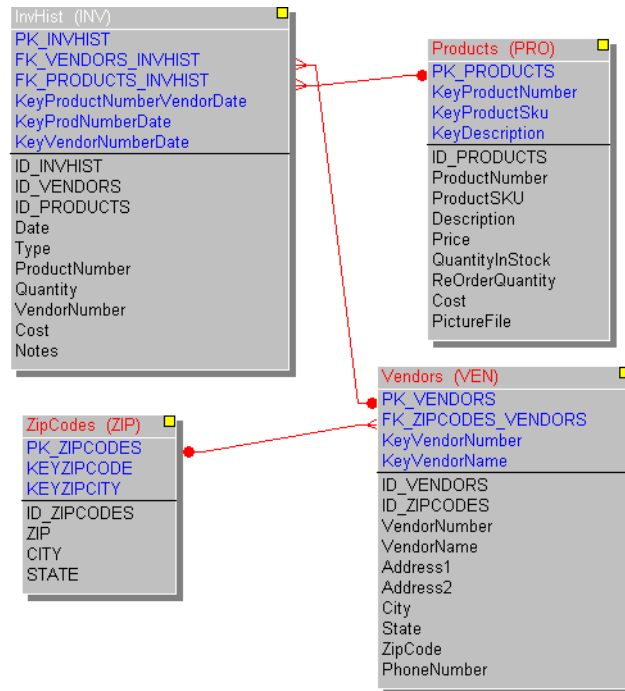 InvHist (INV)
PK_INVHIST
FK_VENDORS_INVHIST
FK_PRODUCTS_INVHIST
KeyProductNumberVendorDate
KeyProdNumberDate
KeyVendorNumberDate
ID_INVHIST
ID_VENDORS
ID_PRODUCTS
Date
Type
ProductNumber
Quantity
VendorNumber
Cost
Notes
Products (PRO)
PK_PRODUCTS
KeyProductNumber
KeyProductSku
KeyDescription
ID_PRODUCTS
ProductNumber
ProductSKU
Description
Price
QuantityInStock
ReOrderQuantity
Cost
PictureFile
ZipCodes (ZIP)
PK_ZIPCODES
KEYZIPCODE
KEYZIPCITY
ID_ZIPCODES
ZIP
CITY
STATE
Vendors (VEN)
PK_VENDORS
FK_ZIPCODES_VENDORS
KeyVendorNumber
KeyVendorName
ID_VENDORS
ID_ZIPCODES
VendorNumber
VendorName
Address1
Address2
City
State
ZipCode
PhoneNumber